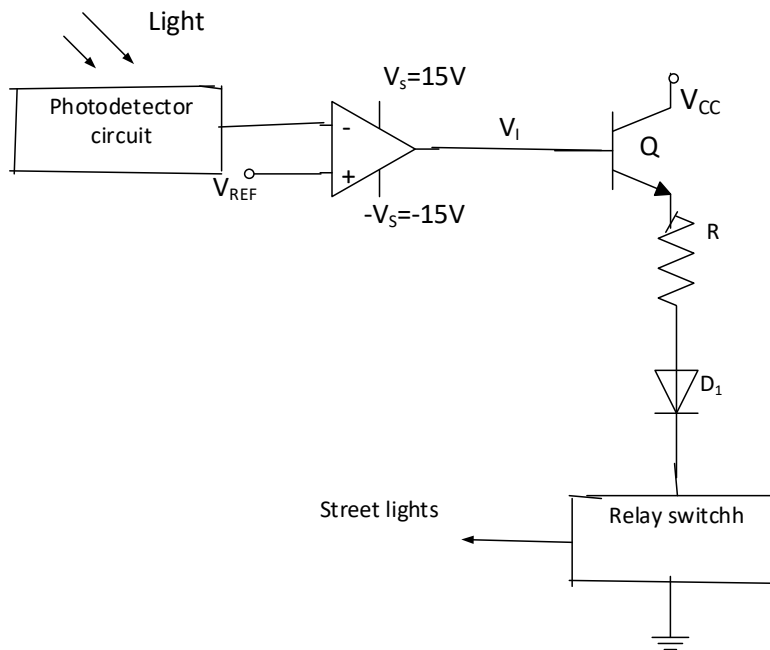 Light
Photodetector
circuit
Vs=15V
-
+
VREF
-Vs=-15V
VI
VCC
Q
R
D1
Street lights
Relay switchh